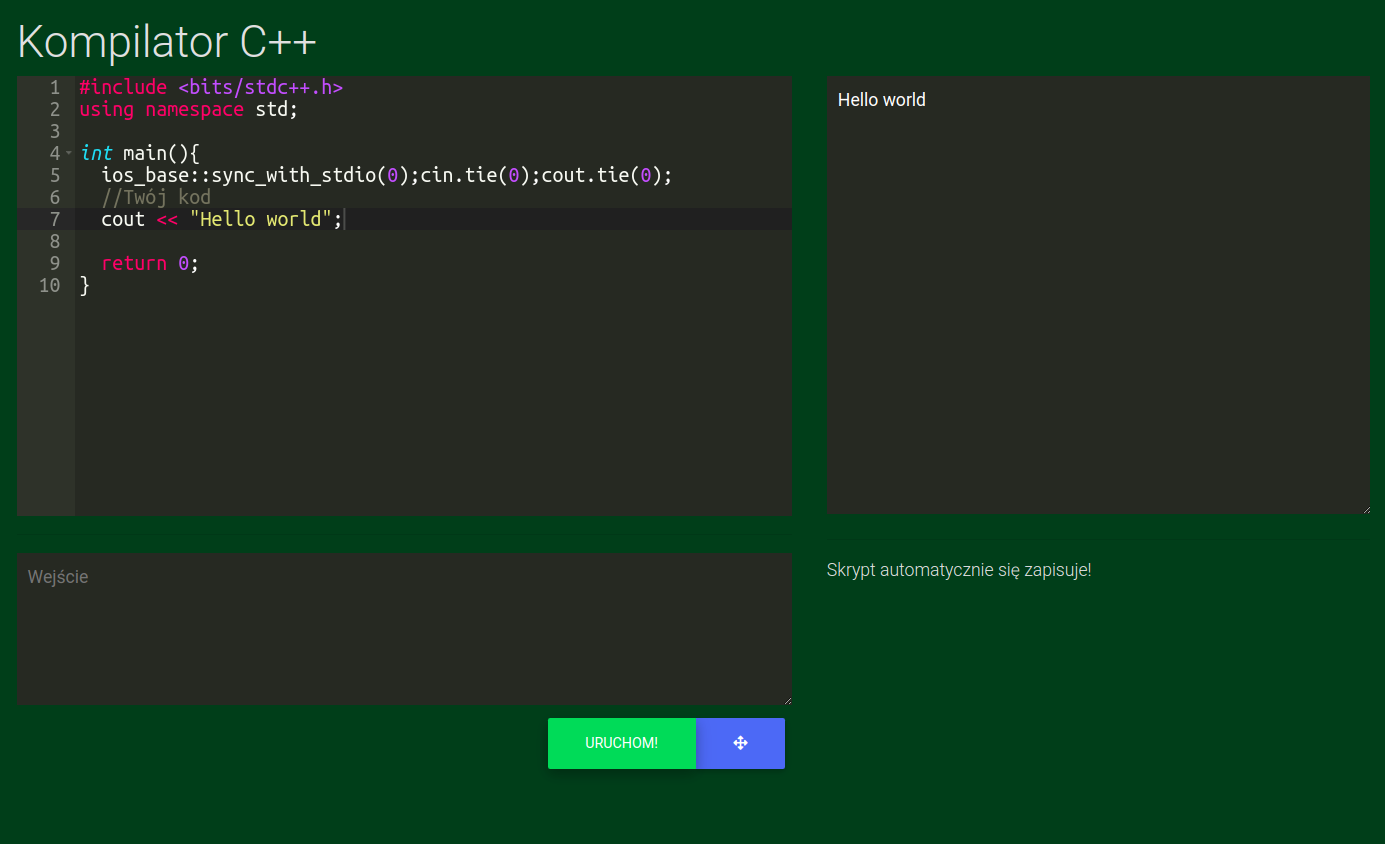 Kompilator C++
1 #include <bits/stdc++.h>
2 using namespace std;
3
4 int main(){
5 ios_base::sync_with_stdio(0);cin.tie(0);cout.tie(0);
6 //Twój kod
7 cout << "Hello world";
8
9 return 0;
10 }
Hello world
Wejście
Skrypt automatycznie się zapisuje!
URUCHOM!